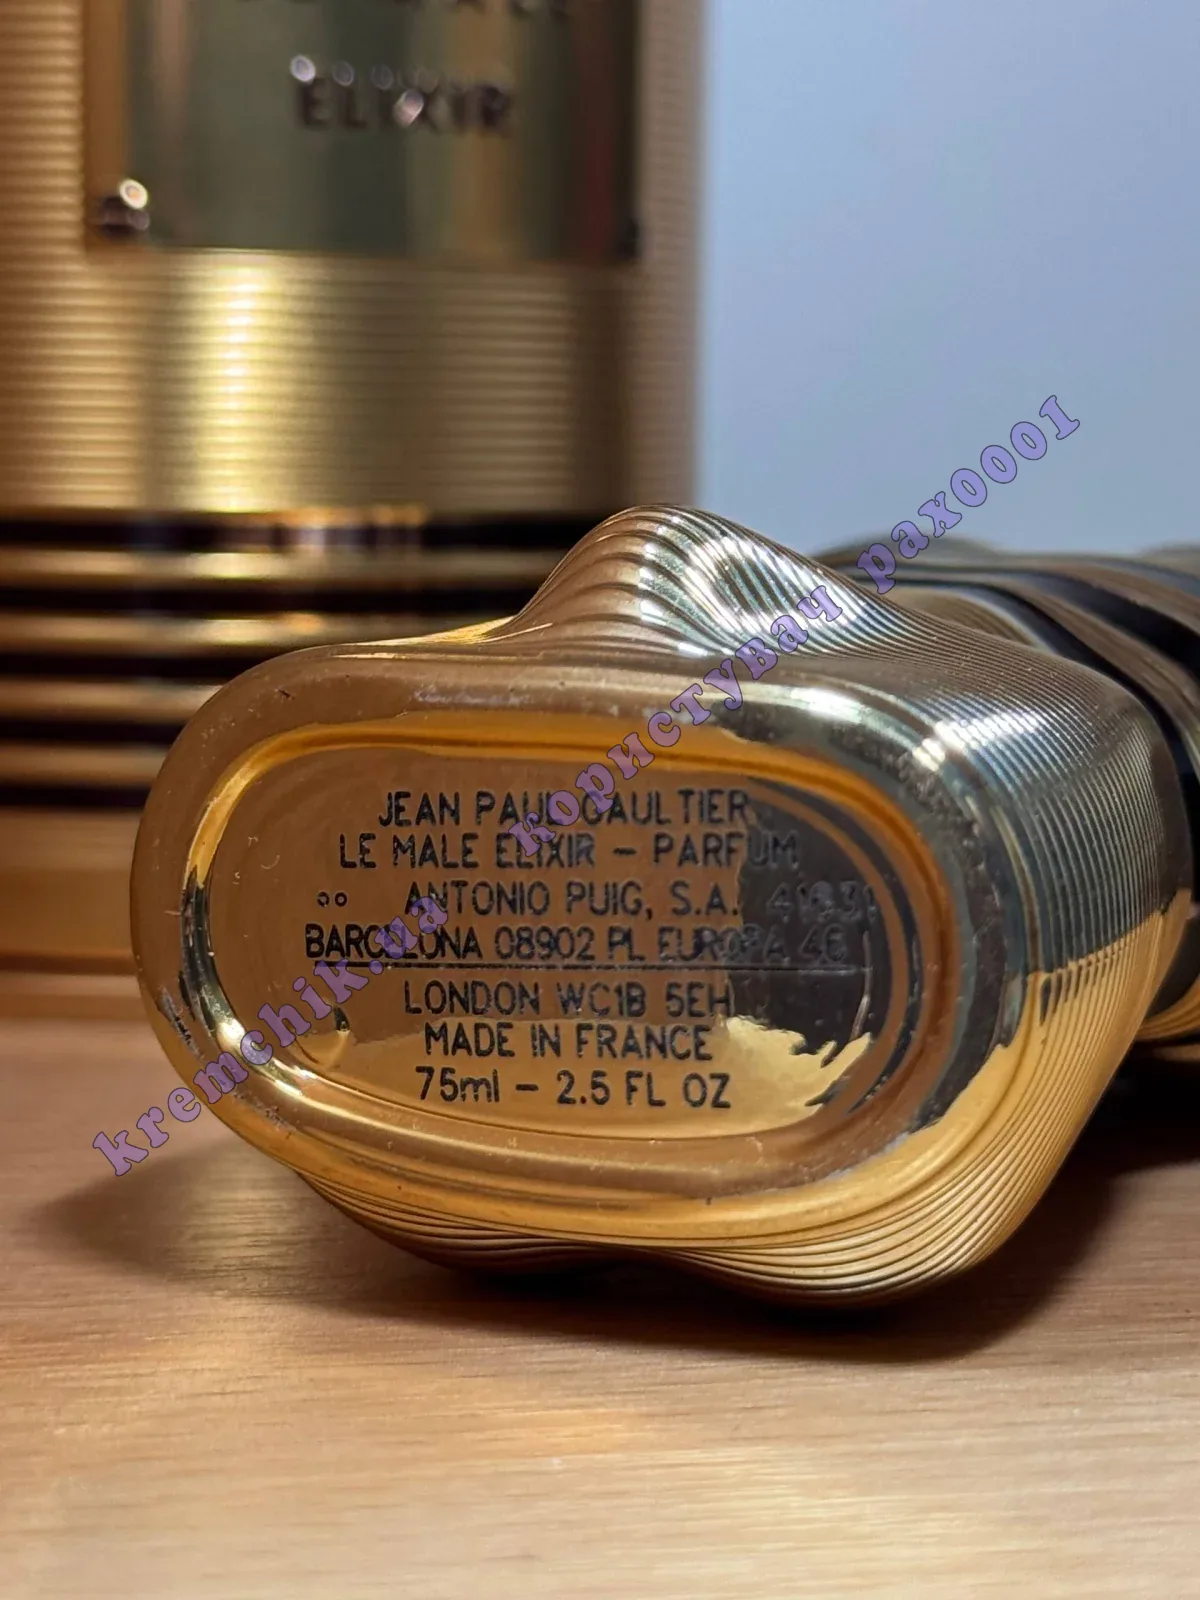 ELIXIR
JEAN PAUL GAULTIER
LE MALE ELIXIR – PARFUM
ANTONIO PUIG, S.A. 41631
BARCELONA 08902 PL EUROPA 46
LONDON WC1B 5EH
MADE IN FRANCE
75ml – 2.5 FL OZ
kremchik.ua користувач pax0001